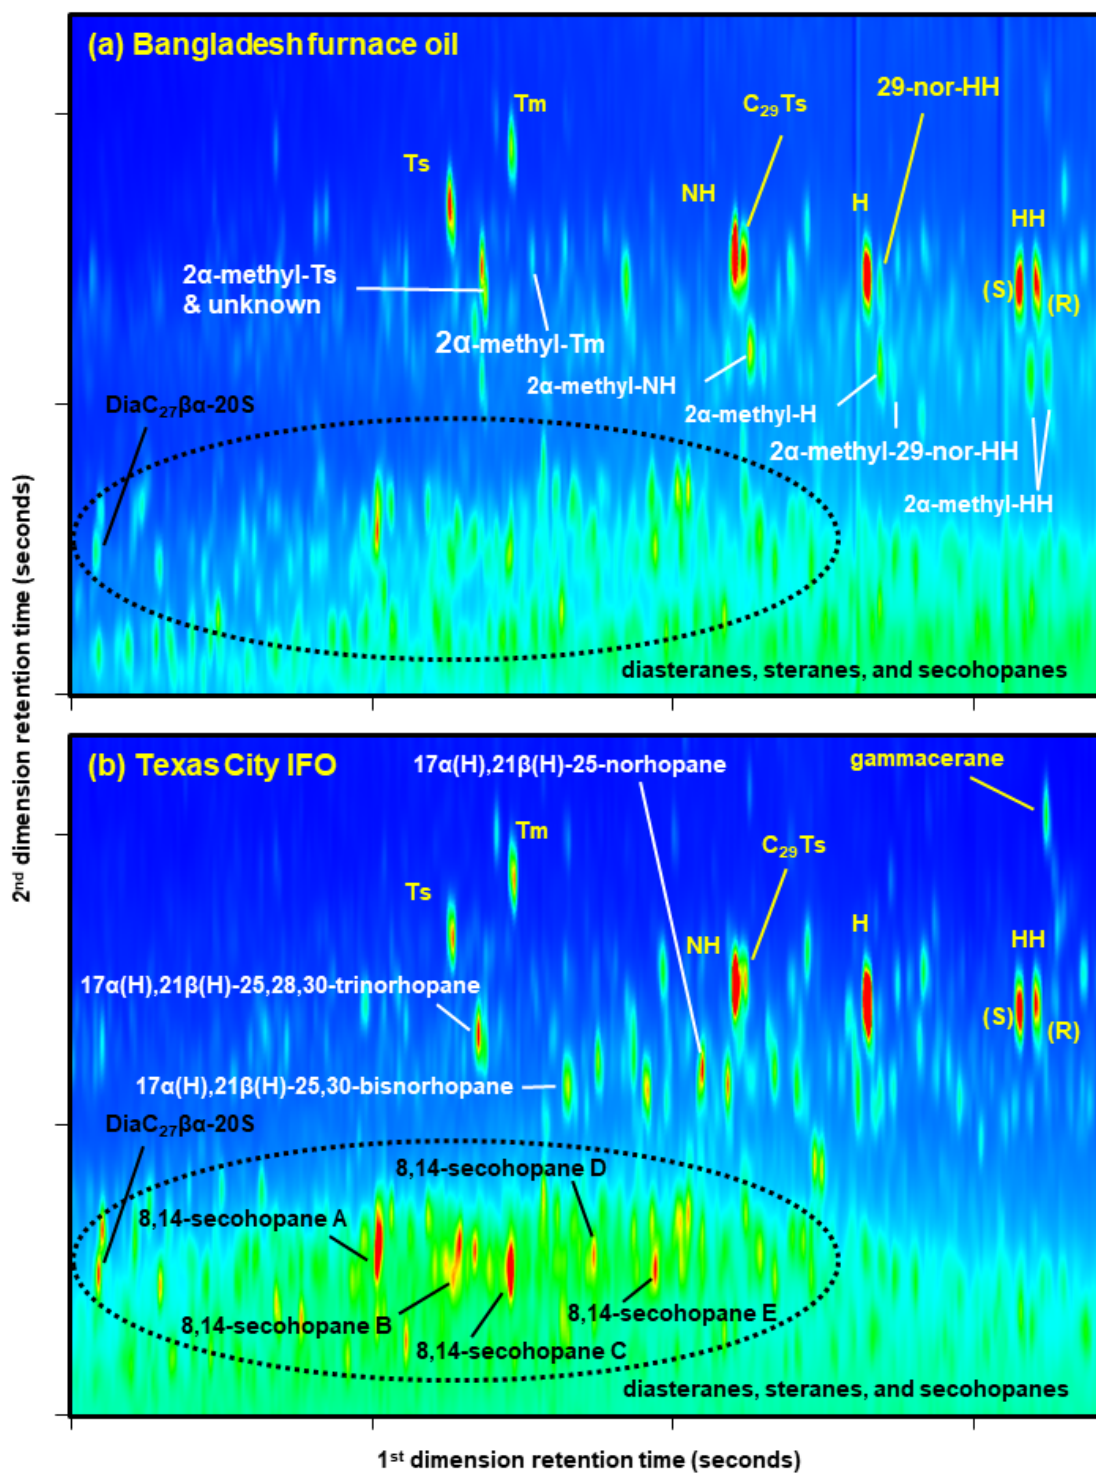 (a) Bangladesh furnace oil
29-nor-HH
C₂₉Ts
Tm
Ts
NH
H
HH
2α-methyl-Ts
& unknown
(S)
(R)
2α-methyl-Tm
2α-methyl-NH
DiaC₂₇βα-20S
2α-methyl-H
2α-methyl-29-nor-HH
2α-methyl-HH
diasteranes, steranes, and secohopanes
2ⁿᵈ dimension retention time (seconds)
(b) Texas City IFO
17α(H),21β(H)-25-norhopane
gammacerane
Tm
C₂₉Ts
Ts
NH
H
HH
17α(H),21β(H)-25,28,30-trinorhopane
(S)
(R)
17α(H),21β(H)-25,30-bisnorhopane
DiaC₂₇βα-20S
8,14-secohopane D
8,14-secohopane A
8,14-secohopane E
8,14-secohopane B
8,14-secohopane C
diasteranes, steranes, and secohopanes
1ˢᵗ dimension retention time (seconds)